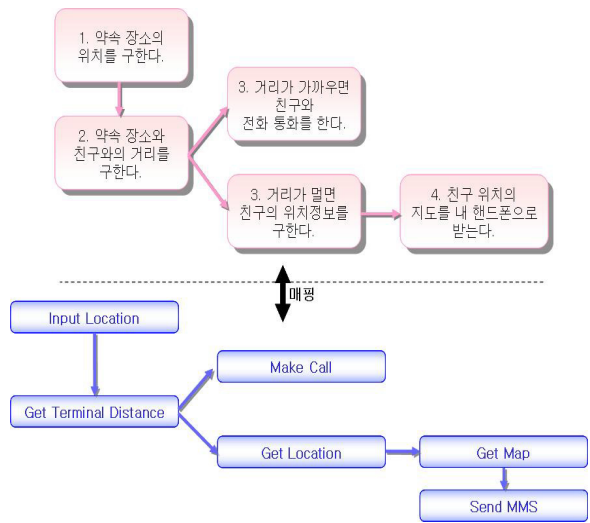 1. 약속 장소의
위치를 구한다.
2. 약속 장소와
친구와의 거리를
구한다.
3. 거리가 가까우면
친구와
전화 통화를 한다.
3. 거리가 멀면
친구의 위치정보를
구한다.
4. 친구 위치의
지도를 내 핸드폰으로
받는다.
매핑
Input Location
Get Terminal Distance
Make Call
Get Location
Get Map
Send MMS